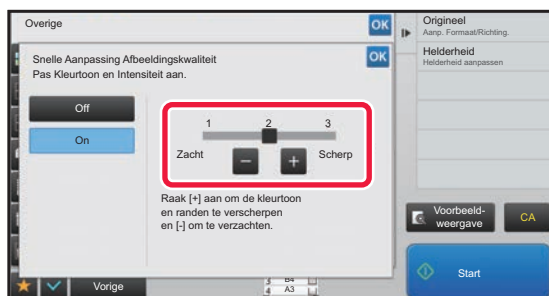 Overige
OK
Snelle Aanpassing Afbeeldingskwaliteit
Pas Kleurtoon en Intensiteit aan.
OK
Off
On
1 2 3
Zacht - + Scherp
Raak [+] aan om de kleurtoon
en randen te verscherpen
en [-] om te verzachten.
Vorige
3 B4
4 A3
Origineel
Aanp. Formaat/Richting.
Helderheid
Helderheid aanpassen
Voorbeeld-
weergave
CA
Start